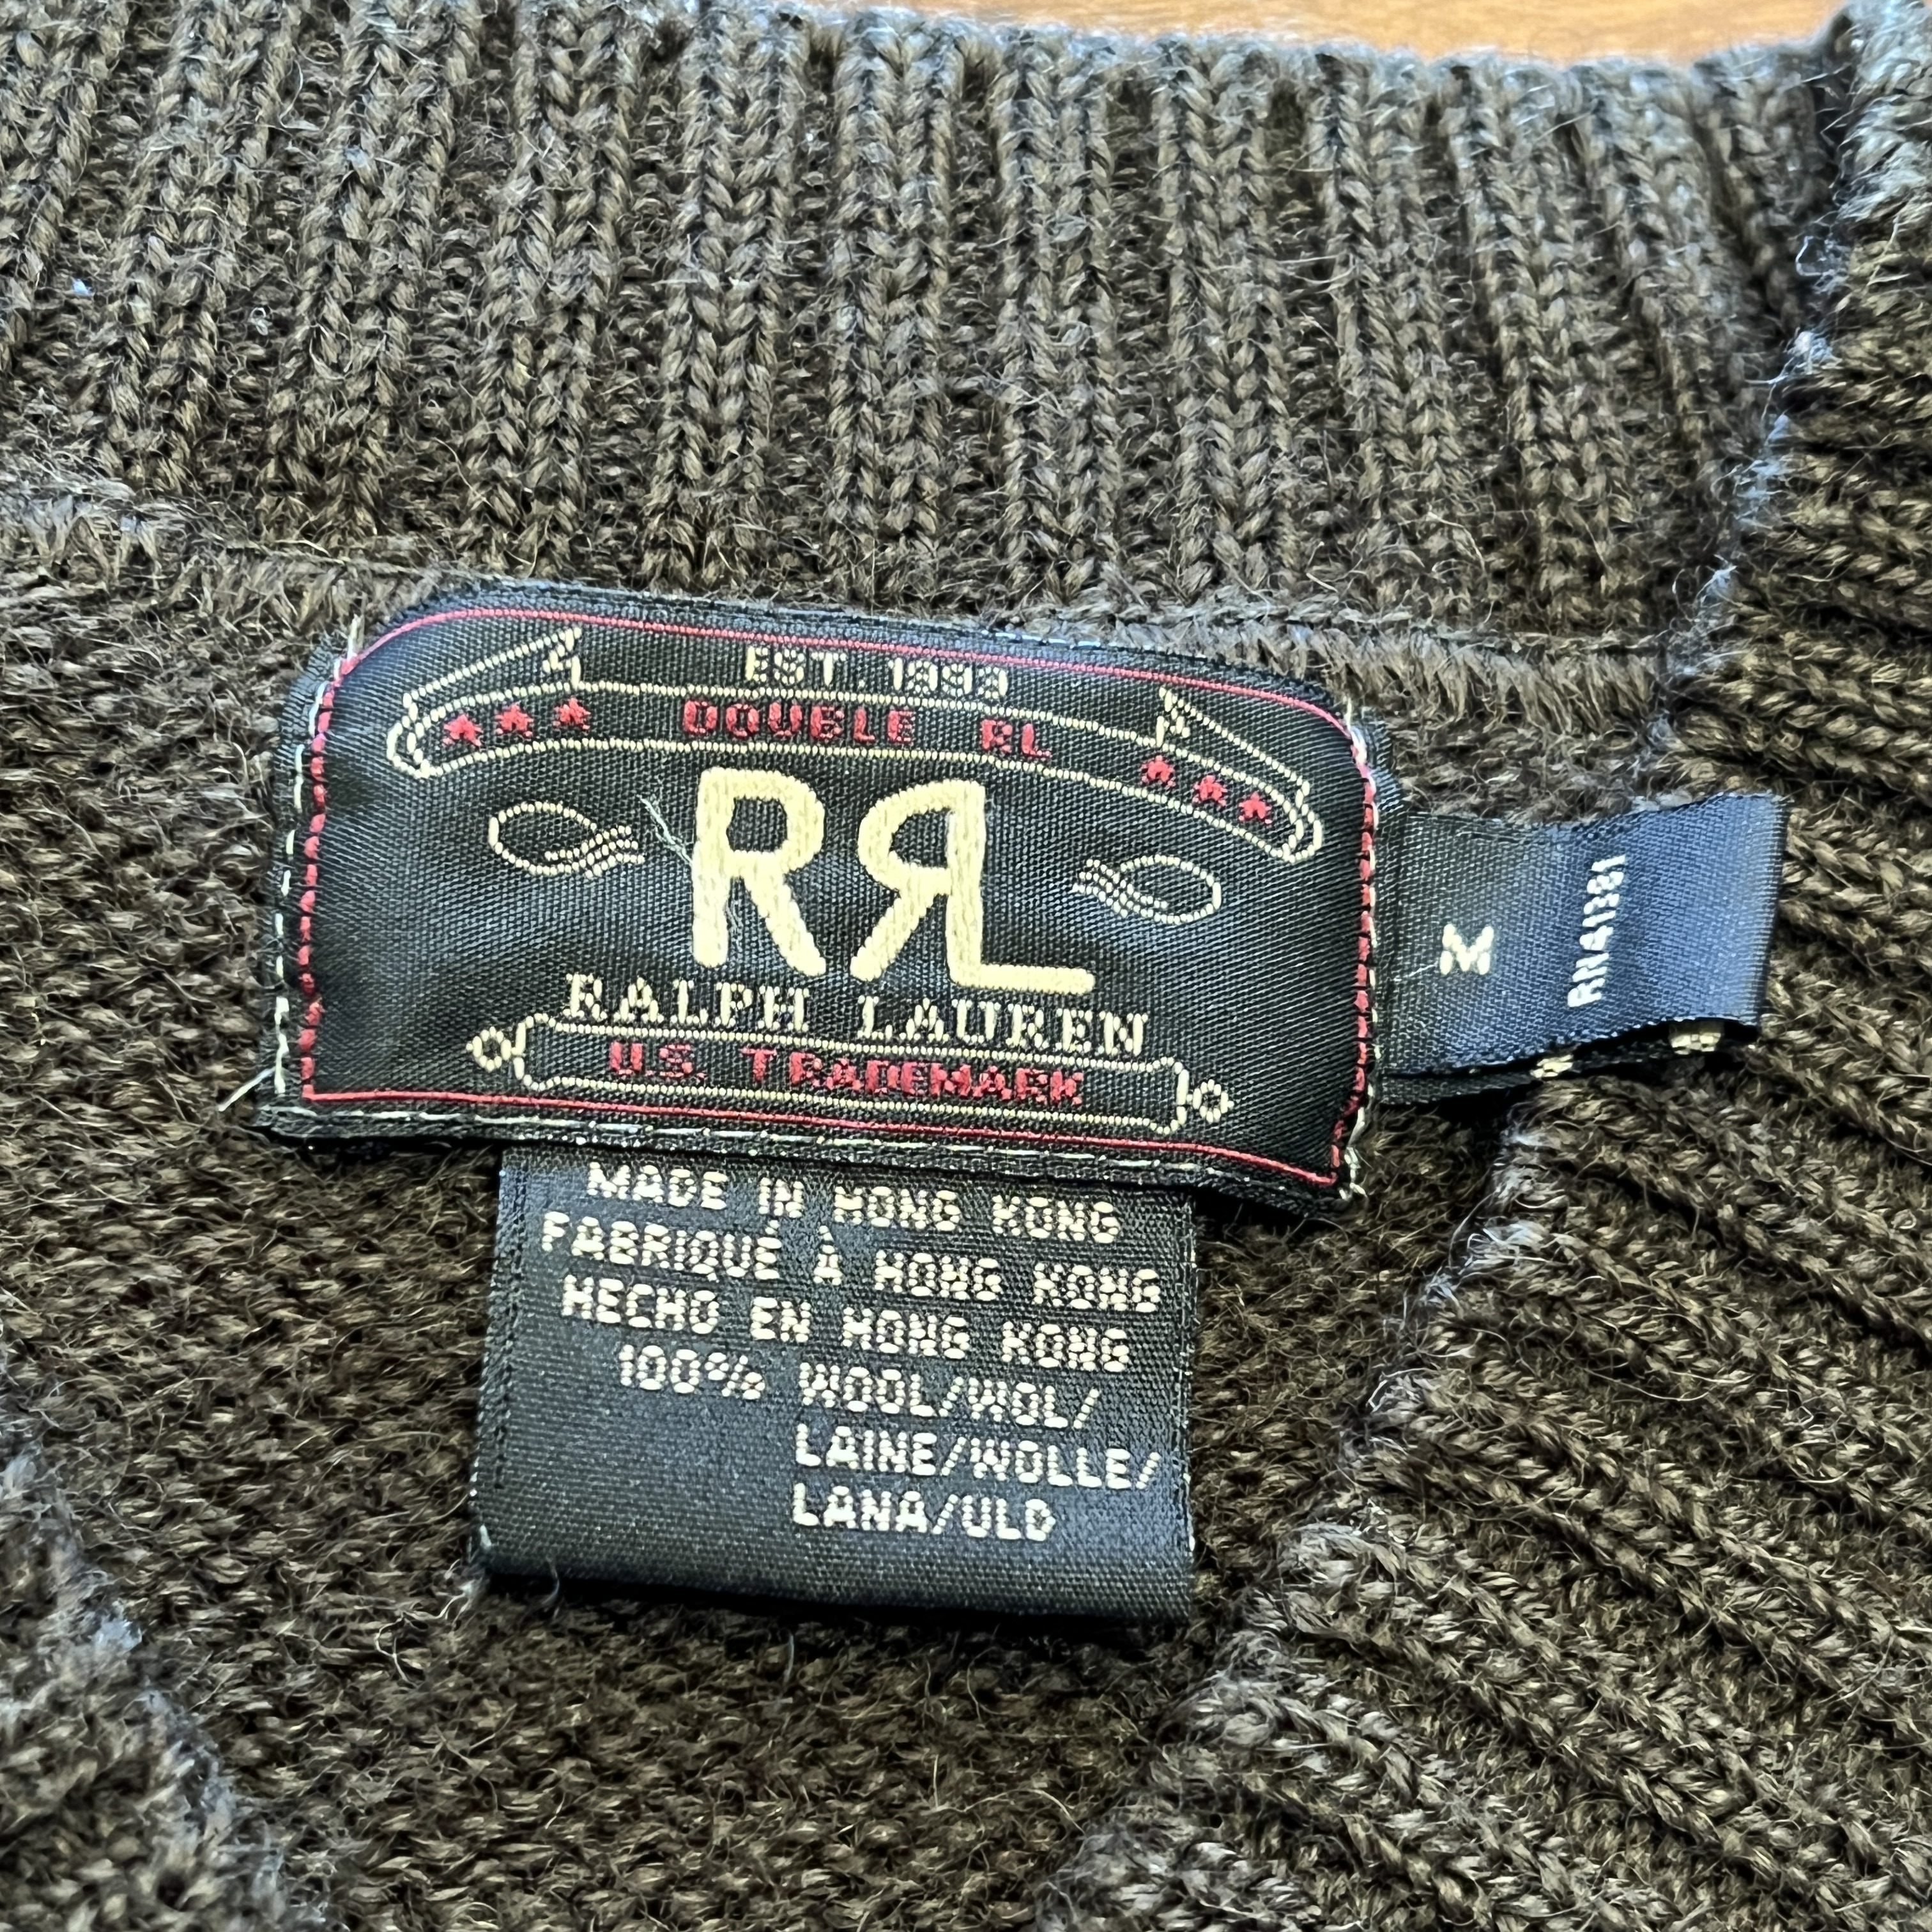 EST. 1993
DOUBLE RL
RRL
RALPH LAUREN
U.S. TRADEMARK
M
RN41381
MADE IN HONG KONG
FABRIQUÉ À HONG KONG
HECHO EN HONG KONG
100% WOOL/WOL/
LAINE/WOLLE/
LANA/ULD